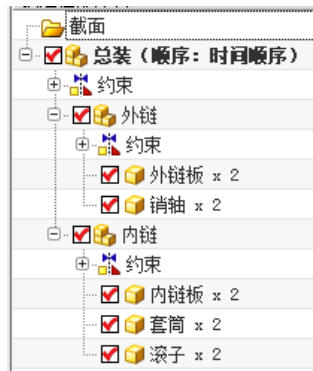 截面
总装（顺序：时间顺序）
约束
外链
约束
外链板 x 2
销轴 x 2
内链
约束
内链板 x 2
套筒 x 2
滚子 x 2